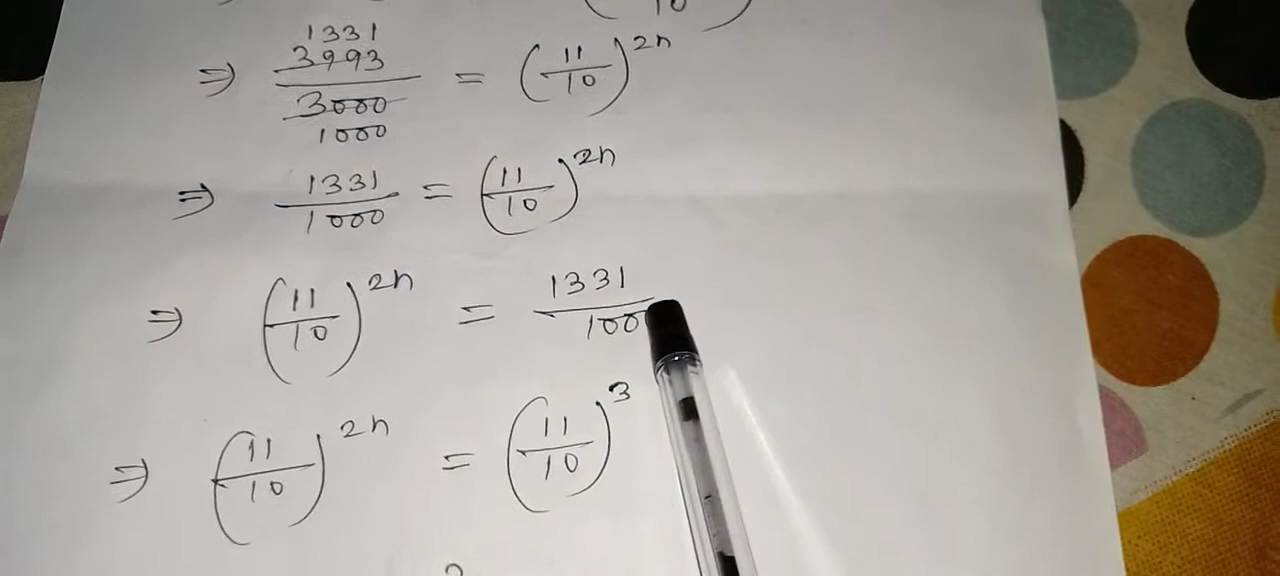 10
1331
⇒ 3993/3000 = (11/10)^2n
1000
⇒ 1331/1000 = (11/10)^2n
⇒ (11/10)^2n = 1331/100
⇒ (11/10)^2n = (11/10)^3